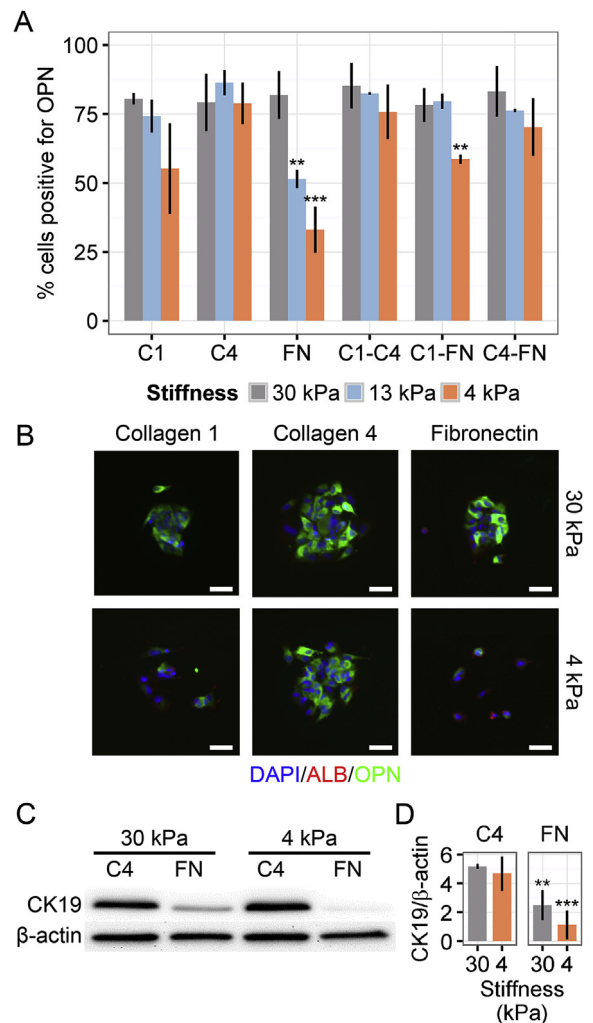 A
% cells positive for OPN
100
75
50
25
0
**
***
**
C1 C4 FN C1-C4 C1-FN C4-FN
Stiffness 30 kPa 13 kPa 4 kPa
B
Collagen 1 Collagen 4 Fibronectin
30 kPa
4 kPa
DAPI/ALB/OPN
C
30 kPa 4 kPa
C4 FN C4 FN
CK19
β-actin
D
C4 FN
CK19/β-actin
6
4
2
0
**
***
30 4 30 4
Stiffness
(kPa)